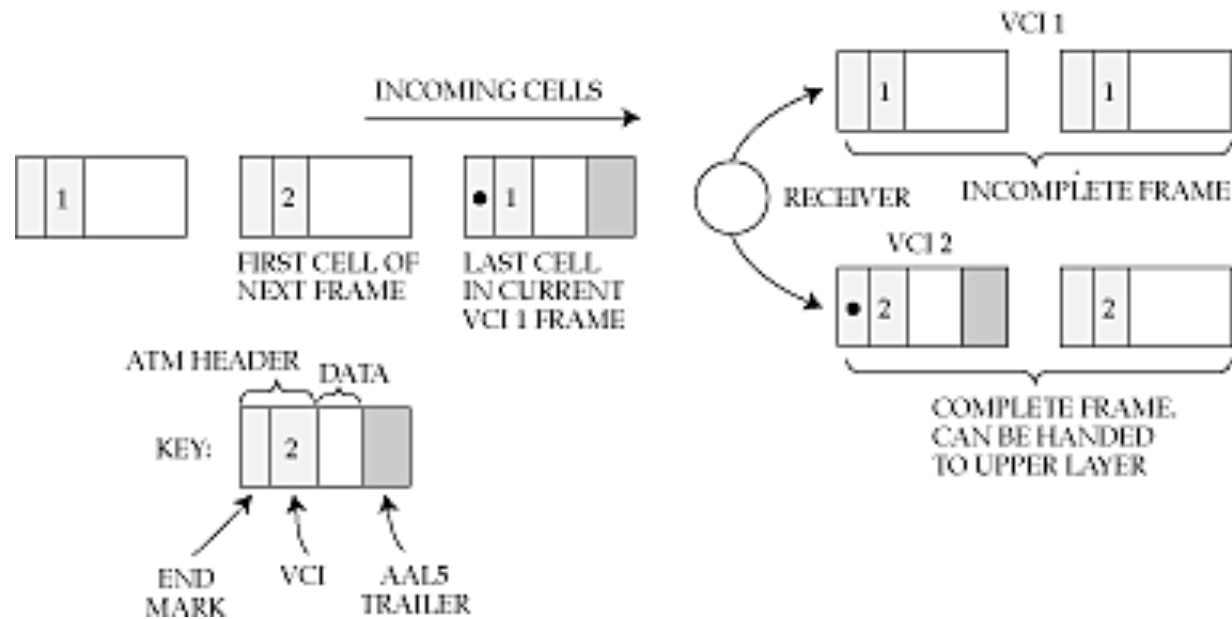 VCI 1
INCOMING CELLS
1
1
1
2
1
RECEIVER
INCOMPLETE FRAME
VCI 2
FIRST CELL OF
NEXT FRAME
LAST CELL
IN CURRENT
VCI 1 FRAME
2
2
ATM HEADER
DATA
KEY:
2
COMPLETE FRAME.
CAN BE HANDED
TO UPPER LAYER
END
MARK
VCI
AAL5
TRAILER